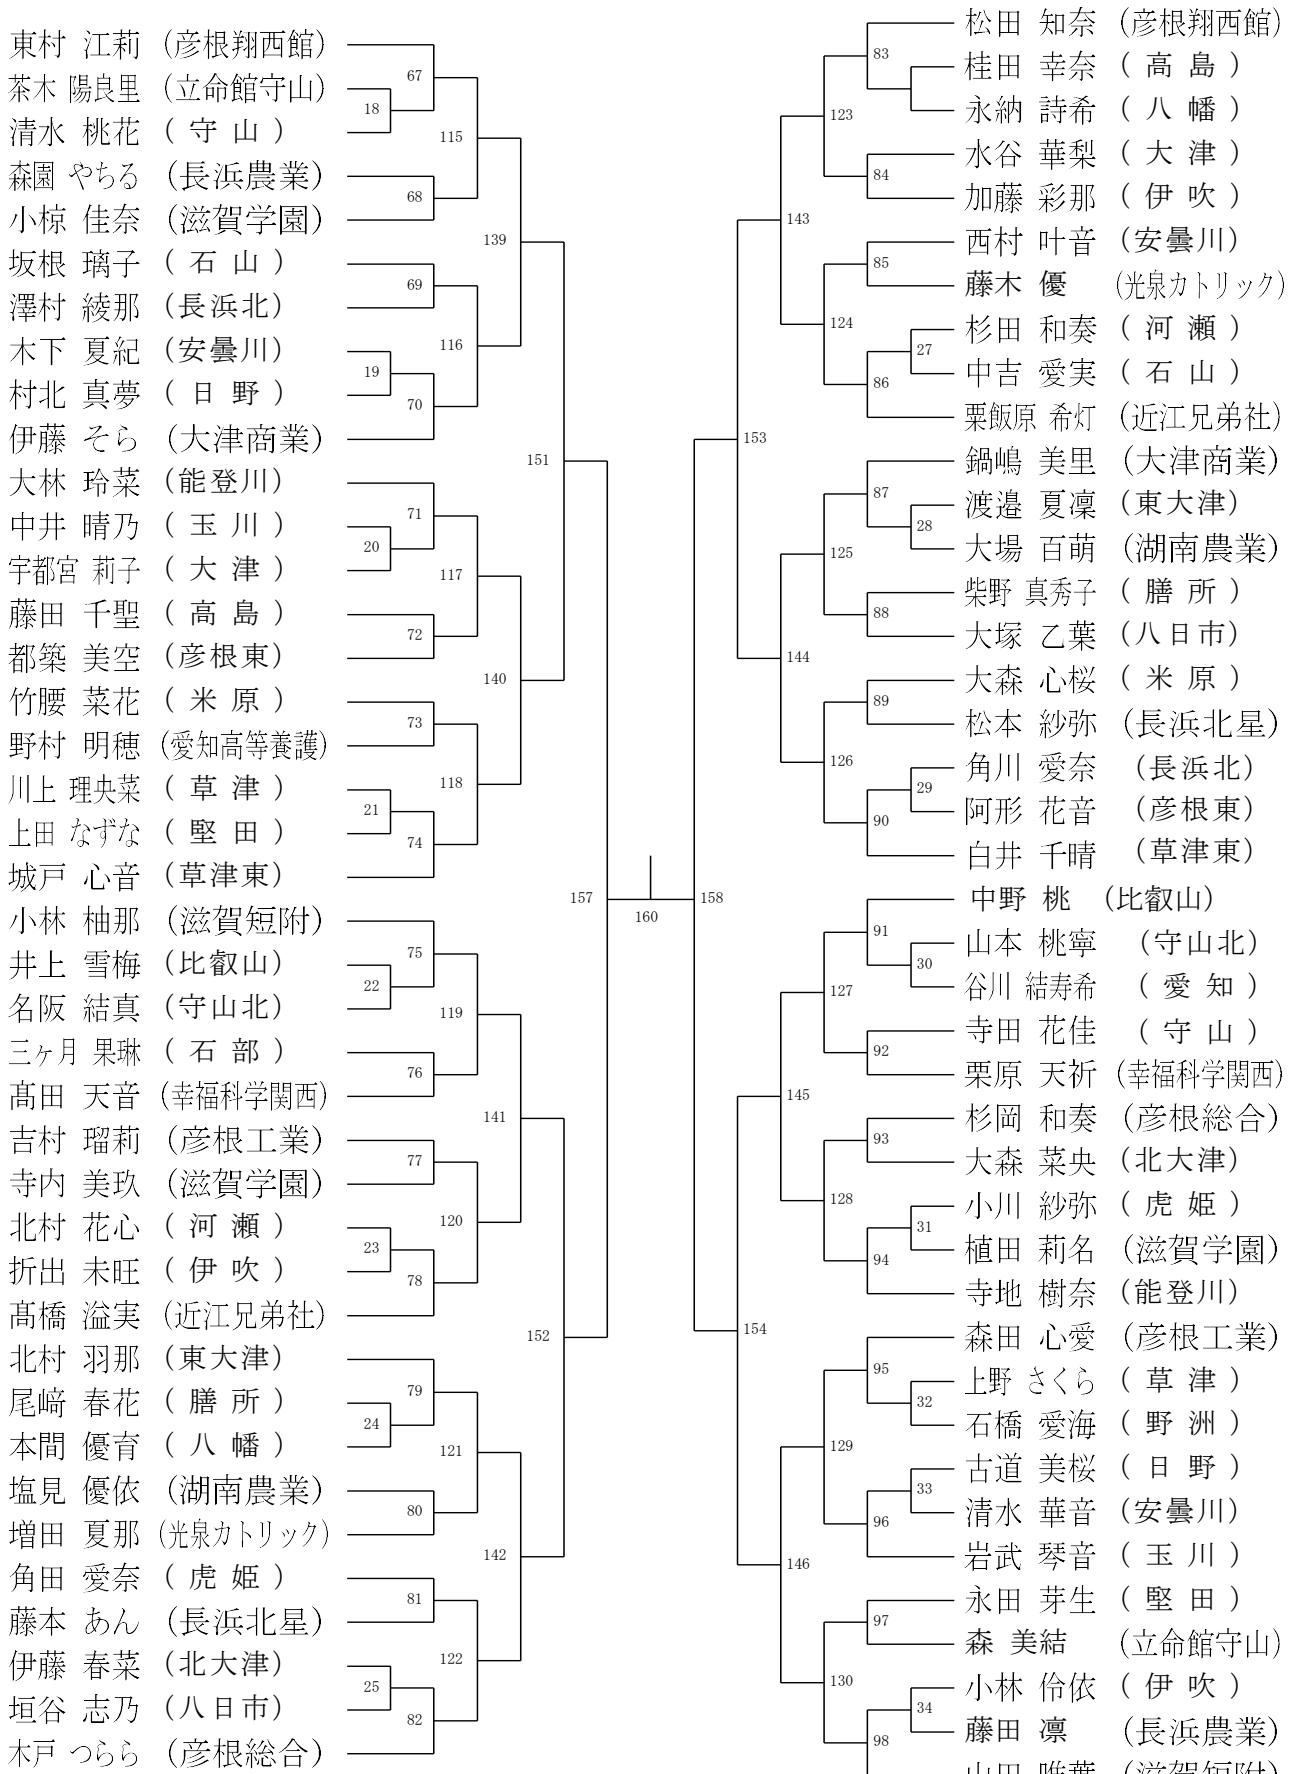 東村 江莉 (彦根翔西館)
茶木 陽良里 (立命館守山)
清水 桃花 ( 守 山 )
森園 やちる (長浜農業)
小椋 佳奈 (滋賀学園)
坂根 璃子 ( 石 山 )
澤村 綾那 (長浜北)
木下 夏紀 (安曇川)
村北 真夢 ( 日 野 )
伊藤 そら (大津商業)
大林 玲菜 (能登川)
中井 晴乃 ( 玉 川 )
宇都宮 莉子 ( 大 津 )
藤田 千聖 ( 高 島 )
都築 美空 (彦根東)
竹腰 菜花 ( 米 原 )
野村 明穂 (愛知高等養護)
川上 理央菜 ( 草 津 )
上田 なずな ( 堅 田 )
城戸 心音 (草津東)
小林 柚那 (滋賀短附)
井上 雪梅 (比叡山)
名阪 結真 (守山北)
三ヶ月 果琳 ( 石 部 )
髙田 天音 (幸福科学関西)
吉村 瑠莉 (彦根工業)
寺内 美玖 (滋賀学園)
北村 花心 ( 河 瀬 )
折出 未旺 ( 伊 吹 )
髙橋 溢実 (近江兄弟社)
北村 羽那 (東大津)
尾﨑 春花 ( 膳 所 )
本間 優育 ( 八 幡 )
塩見 優依 (湖南農業)
増田 夏那 (光泉カトリック)
角田 愛奈 ( 虎 姫 )
藤本 あん (長浜北星)
伊藤 春菜 (北大津)
垣谷 志乃 (八日市)
木戸 つらら (彦根総合)
18
19
20
21
22
23
24
25
67
68
69
70
71
72
73
74
75
76
77
78
79
80
81
82
115
116
117
118
119
120
121
122
139
140
141
142
151
152
157
160
158
153
154
143
144
145
146
123
124
125
126
127
128
129
130
83
84
85
86
87
88
89
90
91
92
93
94
95
96
97
98
27
28
29
30
31
32
33
34
松田 知奈 (彦根翔西館)
桂田 幸奈 ( 高 島 )
永納 詩希 ( 八 幡 )
水谷 華梨 ( 大 津 )
加藤 彩那 ( 伊 吹 )
西村 叶音 (安曇川)
藤木 優 (光泉カトリック)
杉田 和奏 ( 河 瀬 )
中吉 愛実 ( 石 山 )
粟飯原 希灯 (近江兄弟社)
鍋嶋 美里 (大津商業)
渡邉 夏凜 (東大津)
大場 百萌 (湖南農業)
柴野 真秀子 ( 膳 所 )
大塚 乙葉 (八日市)
大森 心桜 ( 米 原 )
松本 紗弥 (長浜北星)
角川 愛奈 (長浜北)
阿形 花音 (彦根東)
白井 千晴 (草津東)
中野 桃 (比叡山)
山本 桃寧 (守山北)
谷川 結寿希 ( 愛 知 )
寺田 花佳 ( 守 山 )
栗原 天祈 (幸福科学関西)
杉岡 和奏 (彦根総合)
大森 菜央 (北大津)
小川 紗弥 ( 虎 姫 )
植田 莉名 (滋賀学園)
寺地 樹奈 (能登川)
森田 心愛 (彦根工業)
上野 さくら ( 草 津 )
石橋 愛海 ( 野 洲 )
古道 美桜 ( 日 野 )
清水 華音 (安曇川)
岩武 琴音 ( 玉 川 )
永田 芽生 ( 堅 田 )
森 美結 (立命館守山)
小林 伶依 ( 伊 吹 )
藤田 凛 (長浜農業)